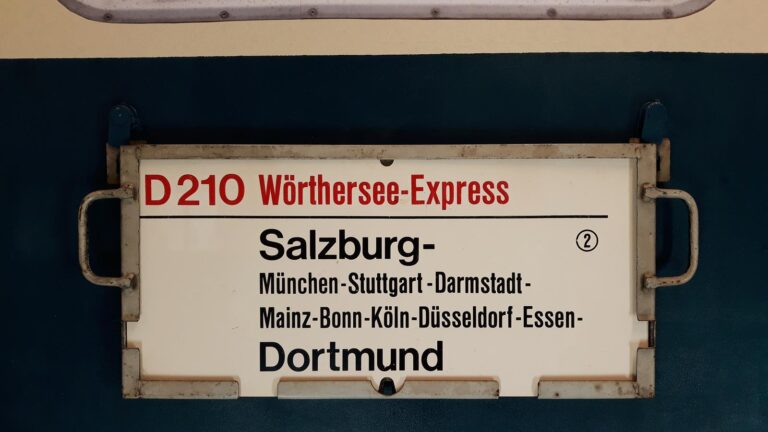 D 210 Wörthersee-Express
Salzburg- ②
München-Stuttgart-Darmstadt-
Mainz-Bonn-Köln-Düsseldorf-Essen-
Dortmund